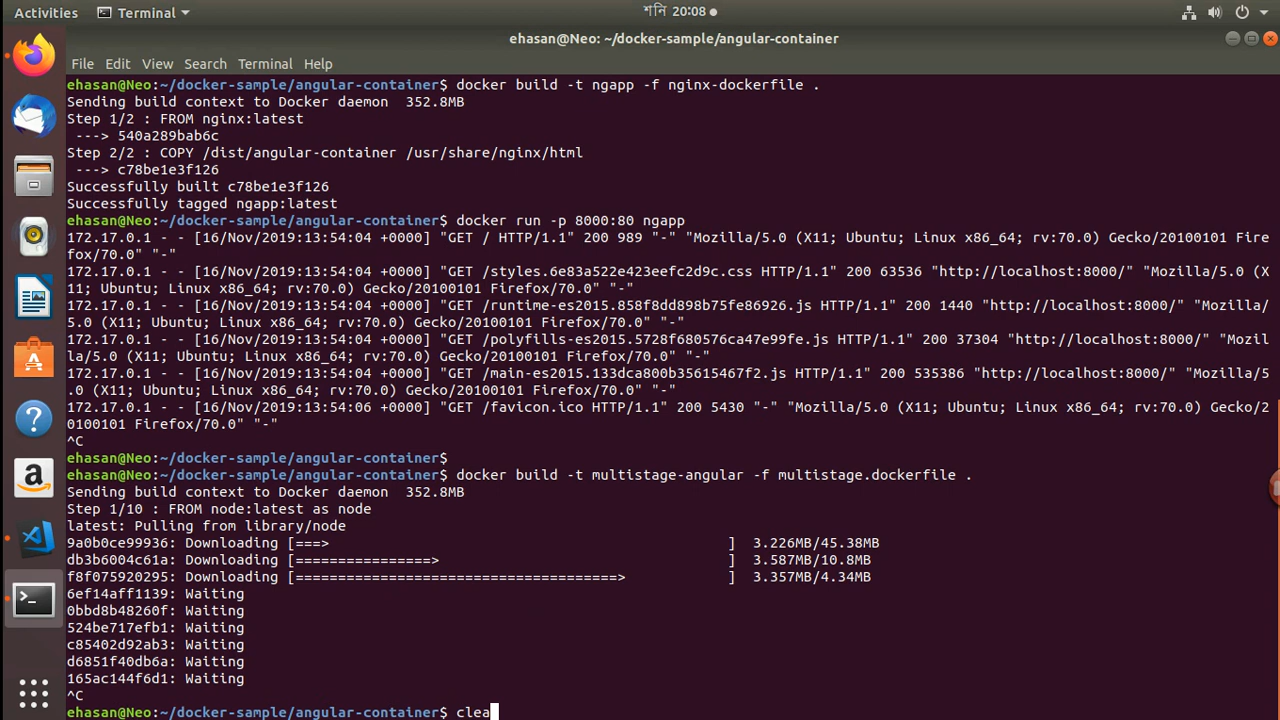 Activities Terminal শনি 20:08
ehasan@Neo: ~/docker-sample/angular-container
File Edit View Search Terminal Help
ehasan@Neo:~/docker-sample/angular-container$ docker build -t ngapp -f nginx-dockerfile .
Sending build context to Docker daemon  352.8MB
Step 1/2 : FROM nginx:latest
 ---> 540a289bab6c
Step 2/2 : COPY /dist/angular-container /usr/share/nginx/html
 ---> c78be1e3f126
Successfully built c78be1e3f126
Successfully tagged ngapp:latest
ehasan@Neo:~/docker-sample/angular-container$ docker run -p 8000:80 ngapp
172.17.0.1 - - [16/Nov/2019:13:54:04 +0000] "GET / HTTP/1.1" 200 989 "-" "Mozilla/5.0 (X11; Ubuntu; Linux x86_64; rv:70.0) Gecko/20100101 Fire
fox/70.0" "-"
172.17.0.1 - - [16/Nov/2019:13:54:04 +0000] "GET /styles.6e83a522e423eefc2d9c.css HTTP/1.1" 200 63536 "http://localhost:8000/" "Mozilla/5.0 (X
11; Ubuntu; Linux x86_64; rv:70.0) Gecko/20100101 Firefox/70.0" "-"
172.17.0.1 - - [16/Nov/2019:13:54:04 +0000] "GET /runtime-es2015.858f8dd898b75fe86926.js HTTP/1.1" 200 1440 "http://localhost:8000/" "Mozilla/
5.0 (X11; Ubuntu; Linux x86_64; rv:70.0) Gecko/20100101 Firefox/70.0" "-"
172.17.0.1 - - [16/Nov/2019:13:54:04 +0000] "GET /polyfills-es2015.5728f680576ca47e99fe.js HTTP/1.1" 200 37304 "http://localhost:8000/" "Mozil
la/5.0 (X11; Ubuntu; Linux x86_64; rv:70.0) Gecko/20100101 Firefox/70.0" "-"
172.17.0.1 - - [16/Nov/2019:13:54:04 +0000] "GET /main-es2015.133dca800b35615467f2.js HTTP/1.1" 200 535386 "http://localhost:8000/" "Mozilla/5
.0 (X11; Ubuntu; Linux x86_64; rv:70.0) Gecko/20100101 Firefox/70.0" "-"
172.17.0.1 - - [16/Nov/2019:13:54:06 +0000] "GET /favicon.ico HTTP/1.1" 200 5430 "-" "Mozilla/5.0 (X11; Ubuntu; Linux x86_64; rv:70.0) Gecko/2
0100101 Firefox/70.0" "-"
^C
ehasan@Neo:~/docker-sample/angular-container$
ehasan@Neo:~/docker-sample/angular-container$ docker build -t multistage-angular -f multistage.dockerfile .
Sending build context to Docker daemon  352.8MB
Step 1/10 : FROM node:latest as node
latest: Pulling from library/node
9a0b0ce99936: Downloading [===>                                               ]  3.226MB/45.38MB
db3b6004c61a: Downloading [================>                                  ]  3.587MB/10.8MB
f8f075920295: Downloading [======================================>            ]  3.357MB/4.34MB
6ef14aff1139: Waiting
0bbd8b48260f: Waiting
524be717efb1: Waiting
c85402d92ab3: Waiting
d6851f40db6a: Waiting
165ac144f6d1: Waiting
^C
ehasan@Neo:~/docker-sample/angular-container$ clea